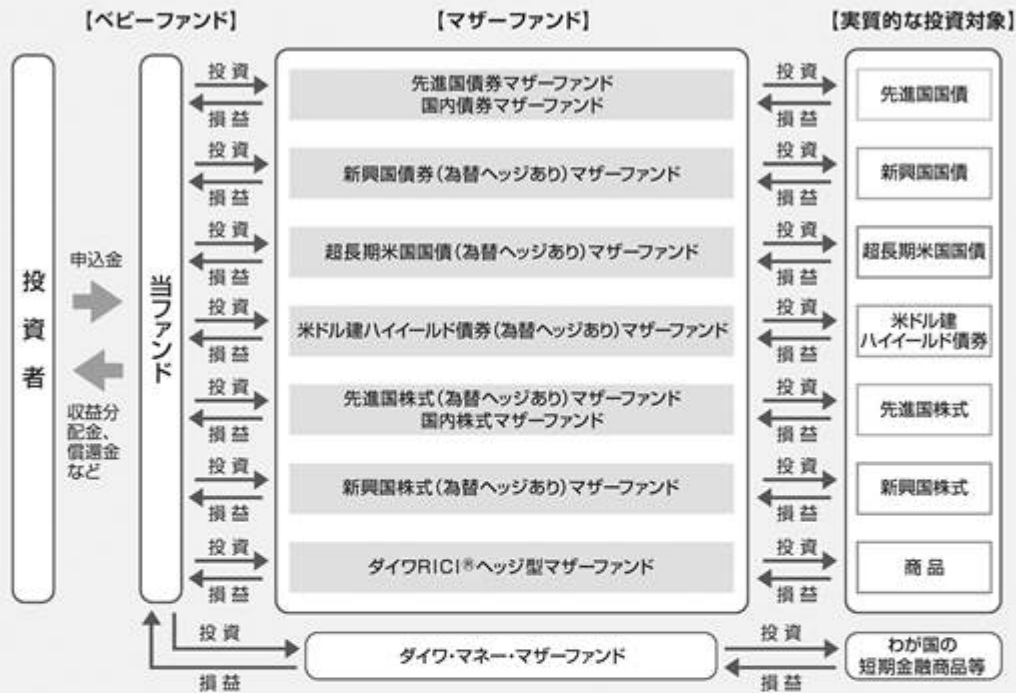 【ベビーファンド】
【マザーファンド】
【実質的な投資対象】
投資者
申込金
収益分
配金、
償還金
など
当ファンド
投資
損益
先進国債券マザーファンド
国内債券マザーファンド
投資
損益
先進国国債
投資
損益
新興国債券(為替ヘッジあり)マザーファンド
投資
損益
新興国国債
投資
損益
超長期米国国債(為替ヘッジあり)マザーファンド
投資
損益
超長期米国国債
投資
損益
米ドル建ハイイールド債券(為替ヘッジあり)マザーファンド
投資
損益
米ドル建
ハイイールド債券
投資
損益
先進国株式(為替ヘッジあり)マザーファンド
国内株式マザーファンド
投資
損益
先進国株式
投資
損益
新興国株式(為替ヘッジあり)マザーファンド
投資
損益
新興国株式
投資
損益
ダイワRICI®ヘッジ型マザーファンド
投資
損益
商品
投資
損益
ダイワ・マネー・マザーファンド
投資
損益
わが国の
短期金融商品等